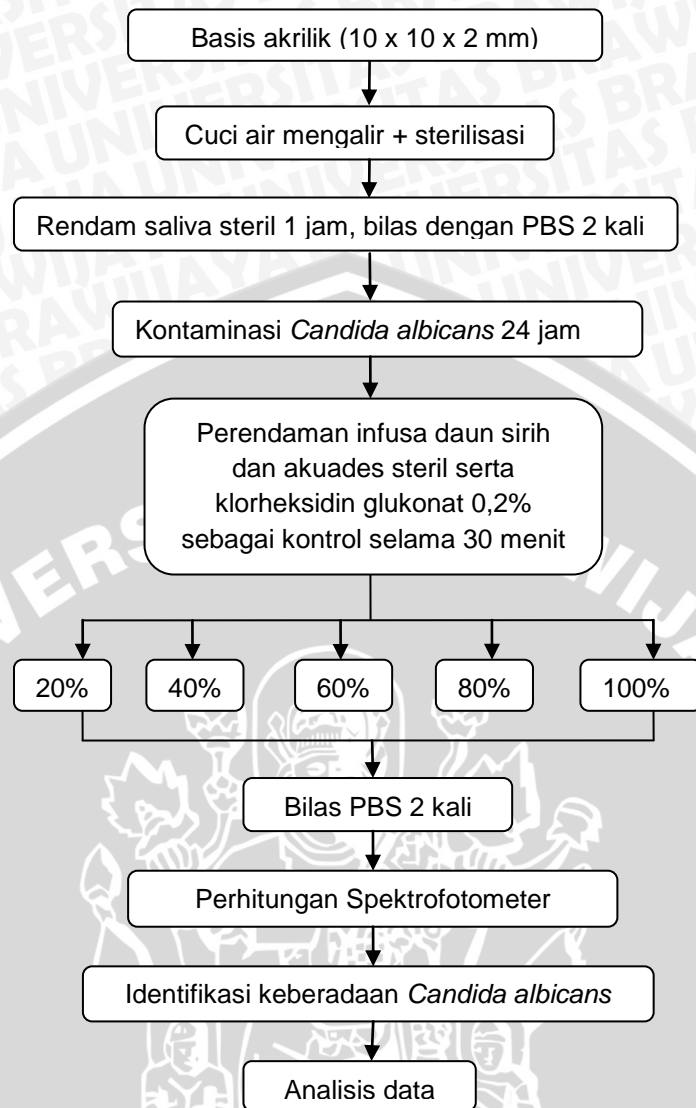 Basis akrilik (10 x 10 x 2 mm)
Cuci air mengalir + sterilisasi
Rendam saliva steril 1 jam, bilas dengan PBS 2 kali
Kontaminasi Candida albicans 24 jam
Perendaman infusa daun sirih
dan akuades steril serta
klorheksidin glukonat 0,2%
sebagai kontrol selama 30 menit
20% 40% 60% 80% 100%
Bilas PBS 2 kali
Perhitungan Spektrofotometer
Identifikasi keberadaan Candida albicans
Analisis data